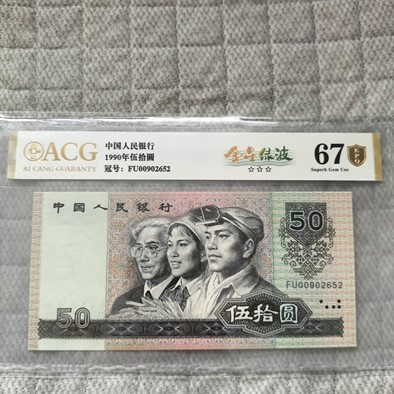 ACG
AI CANG GUARANTY
中国人民银行
1990年伍拾圆
冠号: FU00902652
金星绿波
☆☆☆
67
EPQ
Superb Gem Unc
中国人民银行
50
FU00902652
50
伍拾圆